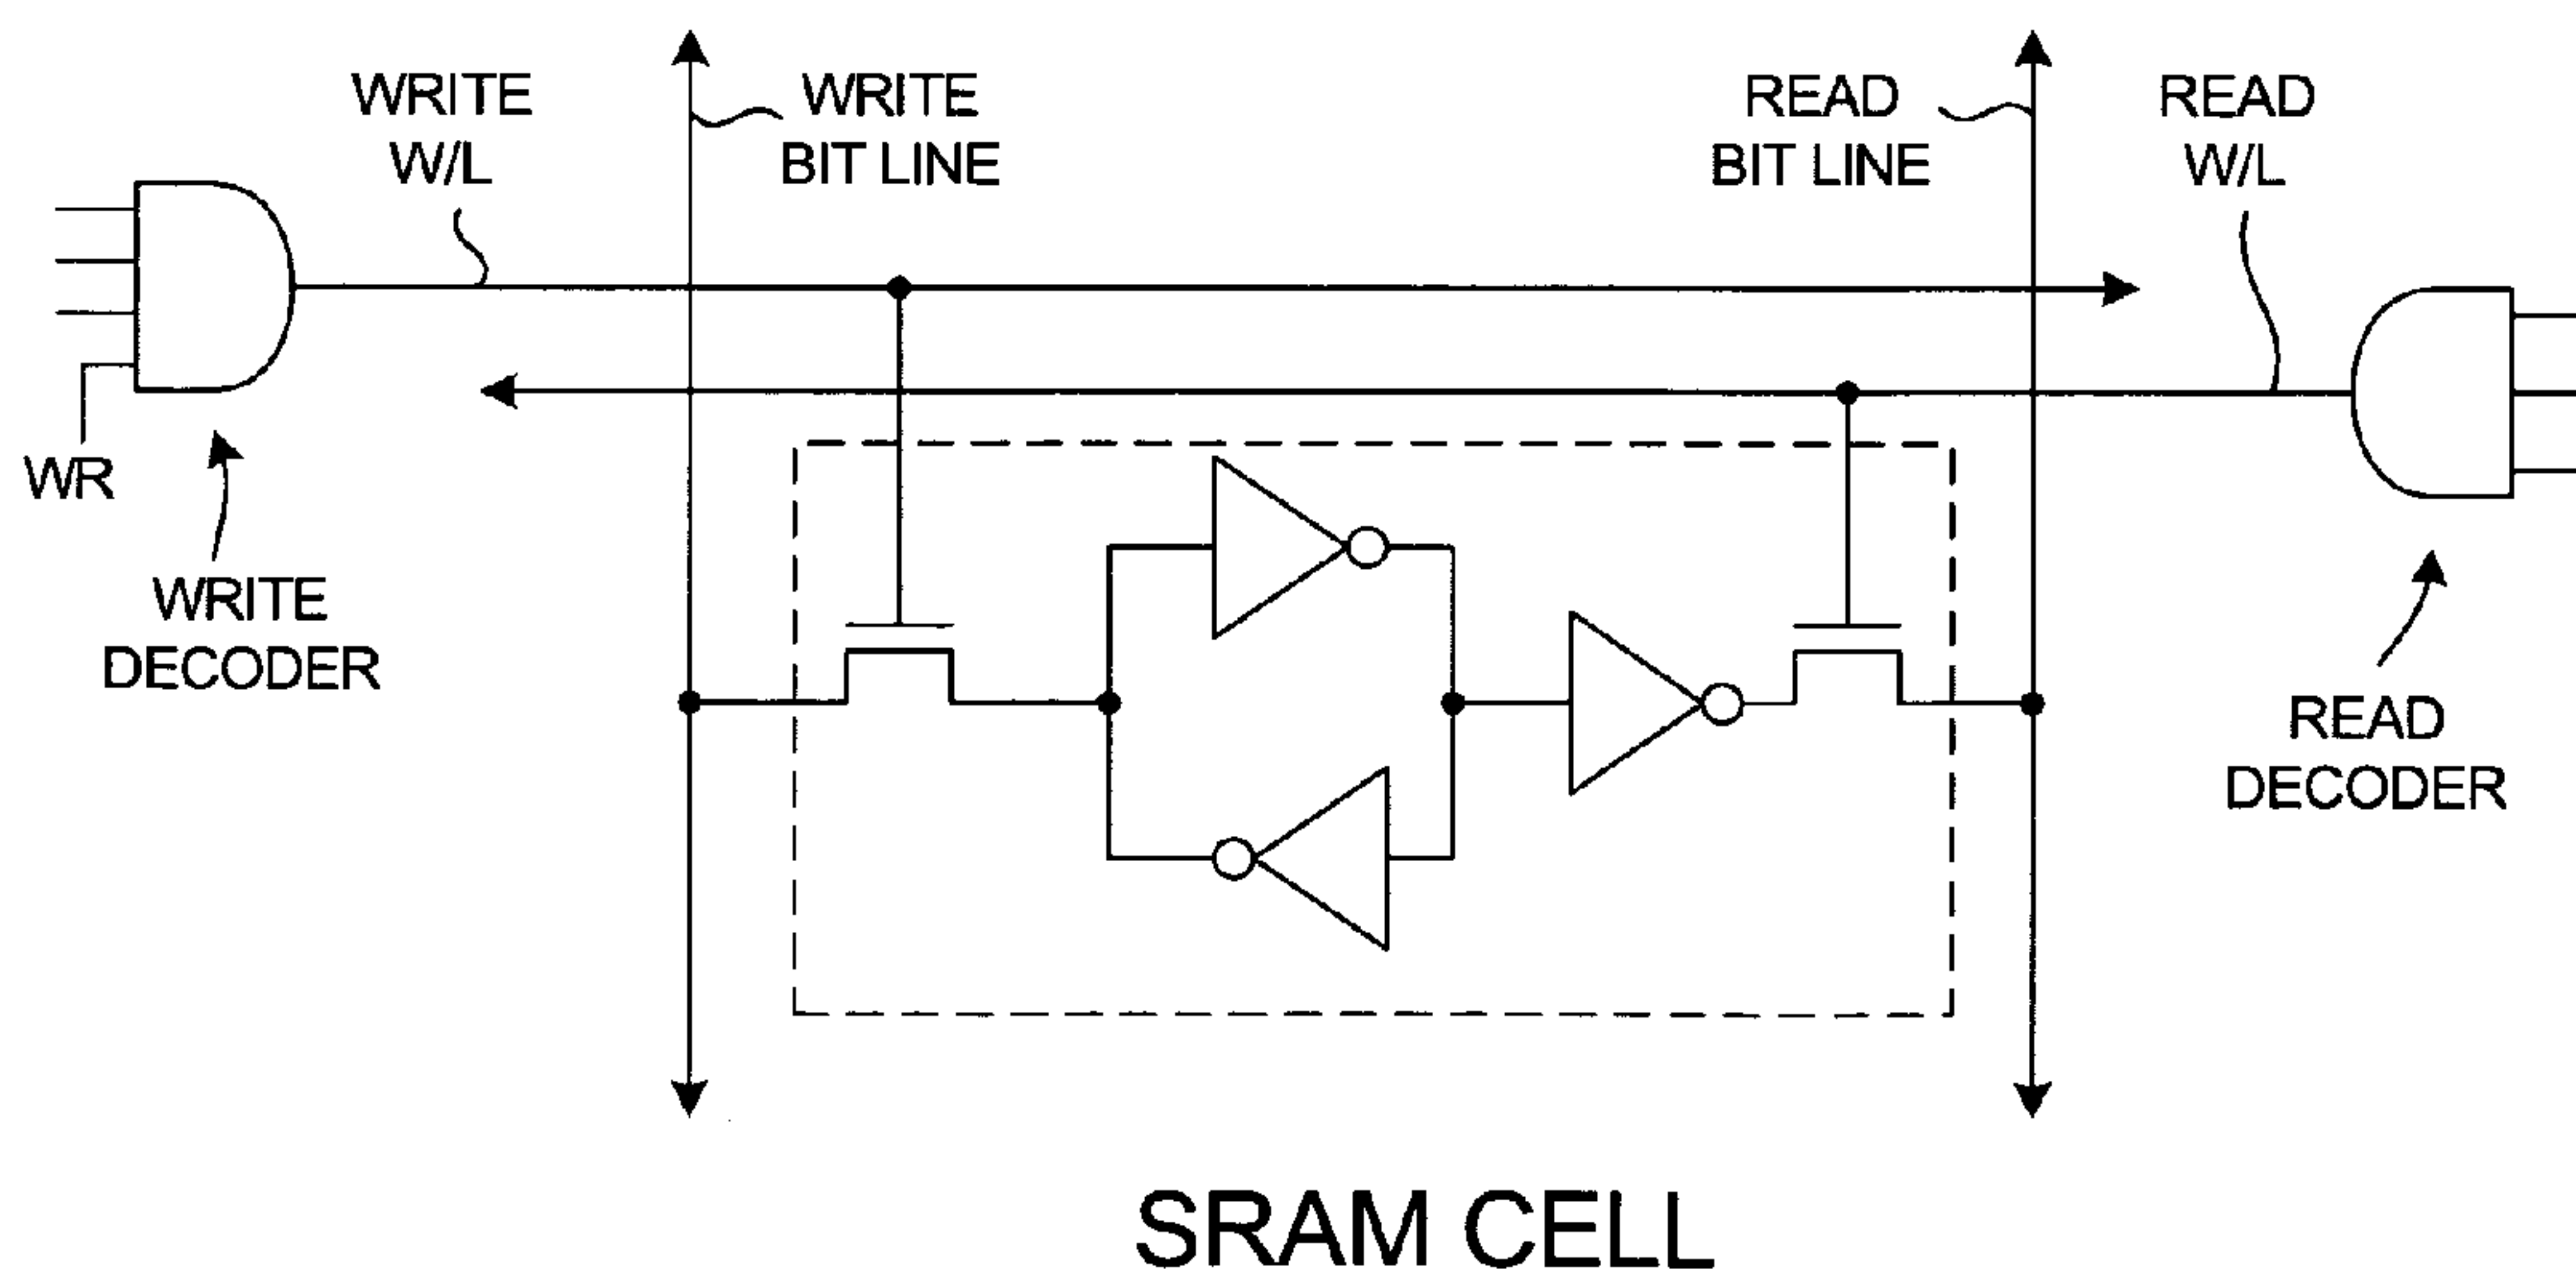 WRITE
W/L
WRITE
BIT LINE
READ
BIT LINE
READ
W/L
WR
WRITE
DECODER
READ
DECODER
SRAM CELL